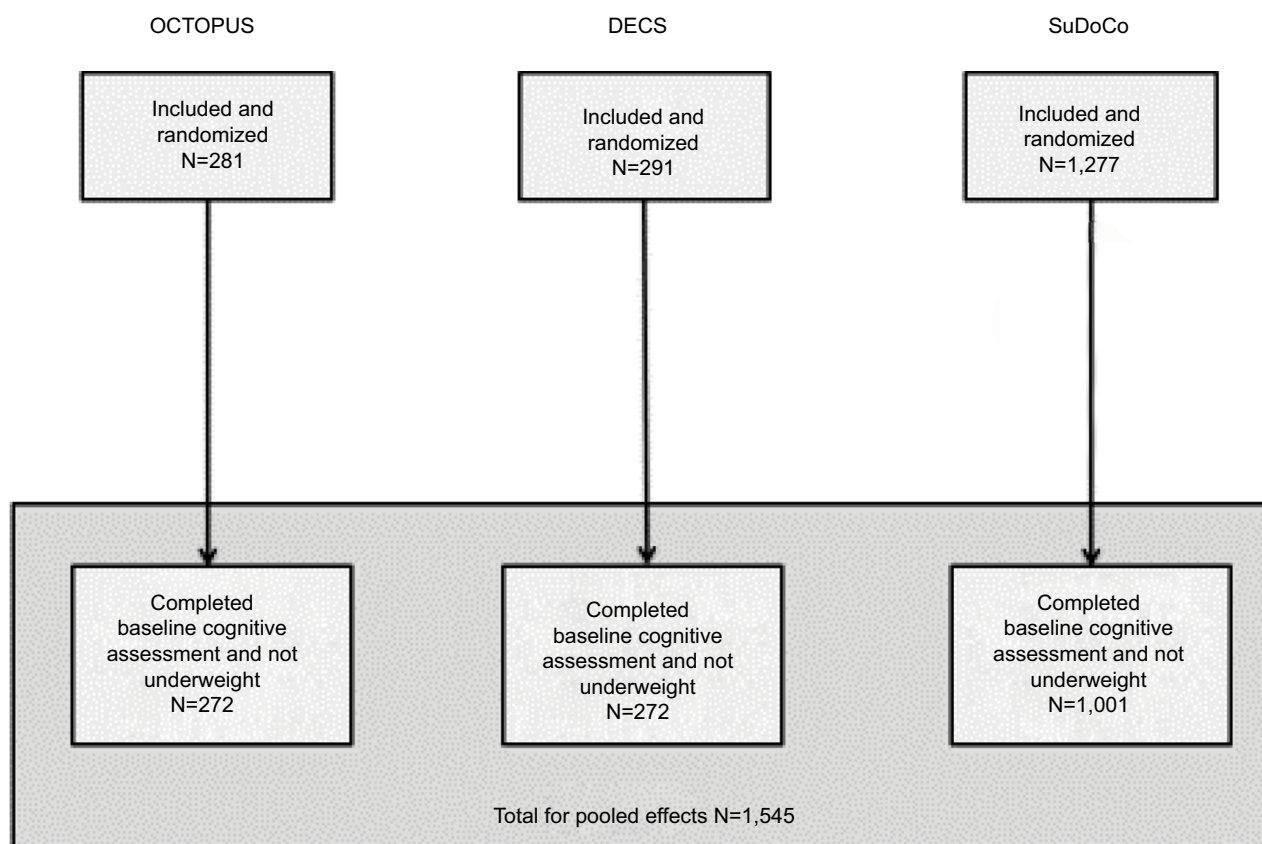 OCTOPUS
DECS
SuDoCo
Included and
randomized
N=281
Included and
randomized
N=291
Included and
randomized
N=1,277
Completed
baseline cognitive
assessment and not
underweight
N=272
Completed
baseline cognitive
assessment and not
underweight
N=272
Completed
baseline cognitive
assessment and not
underweight
N=1,001
Total for pooled effects N=1,545